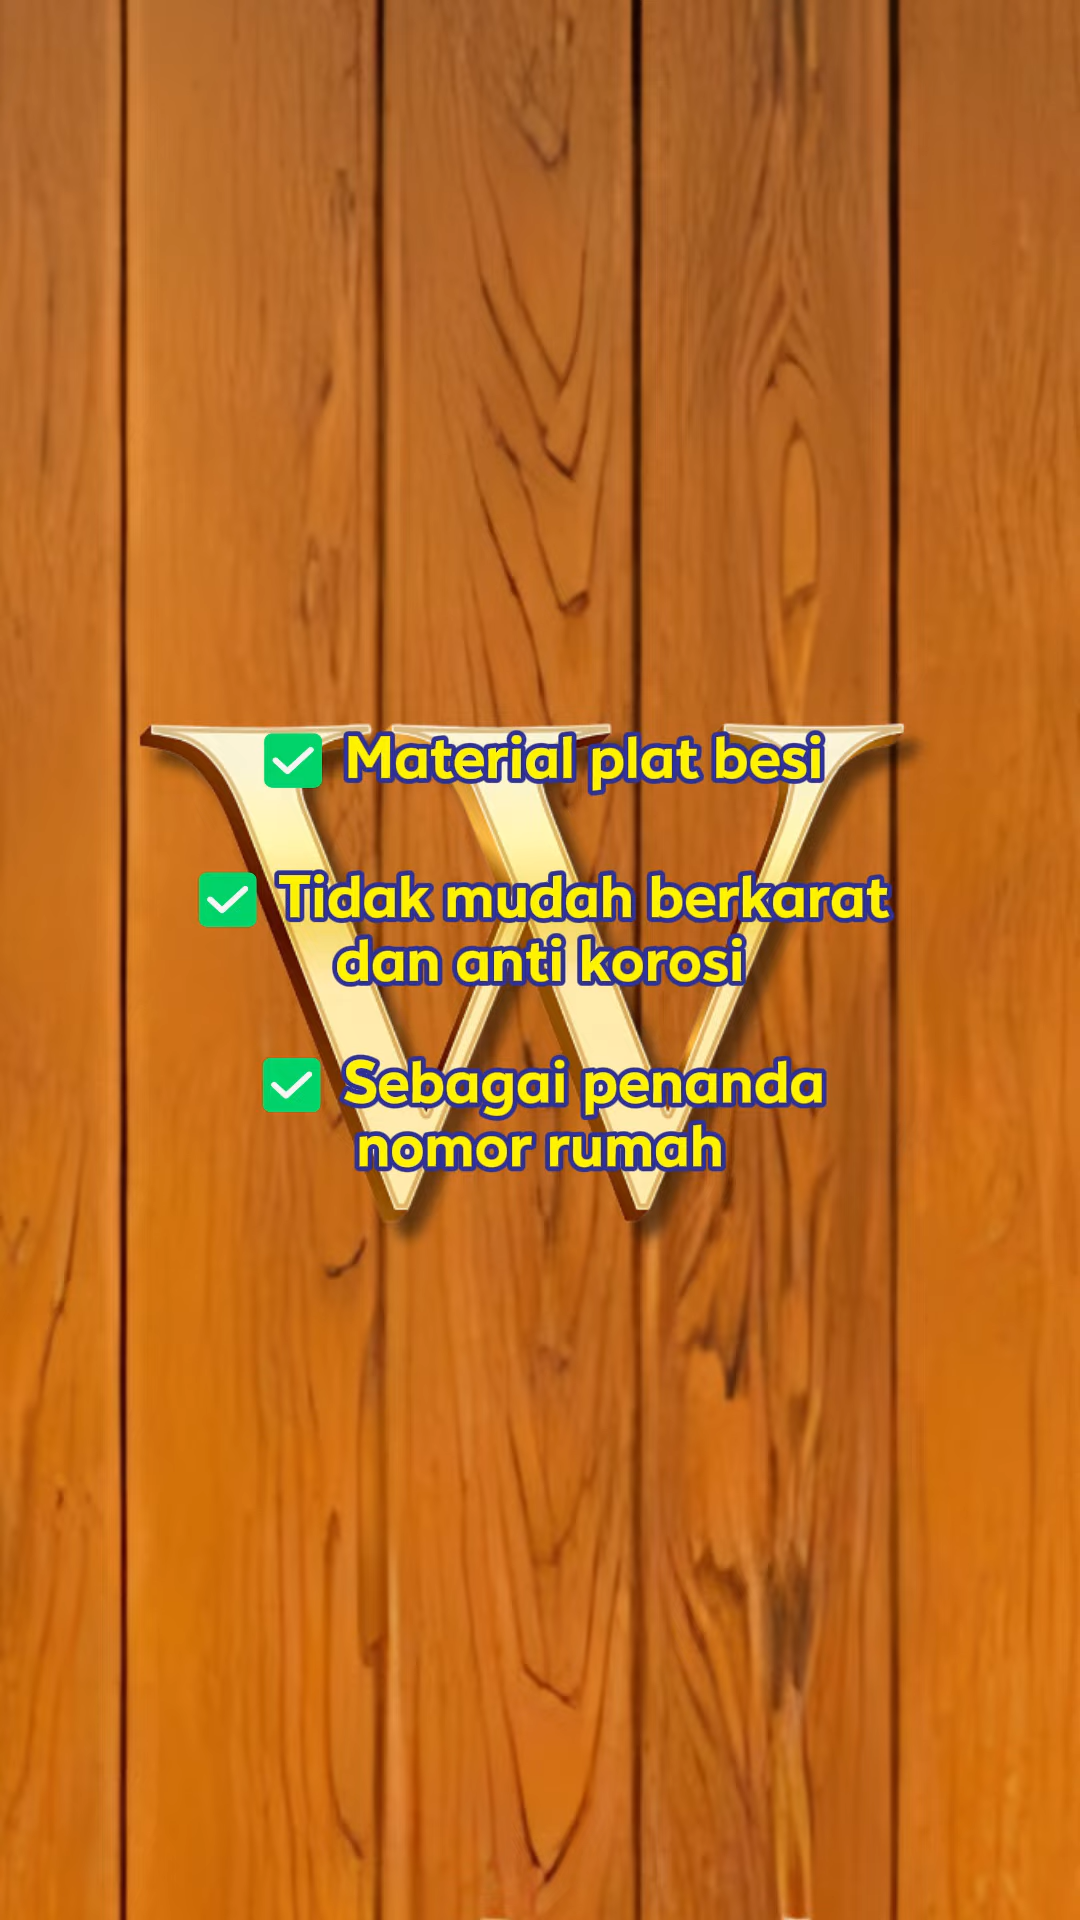 W
✅ Material plat besi
✅ Tidak mudah berkarat
dan anti korosi
✅ Sebagai penanda
nomor rumah